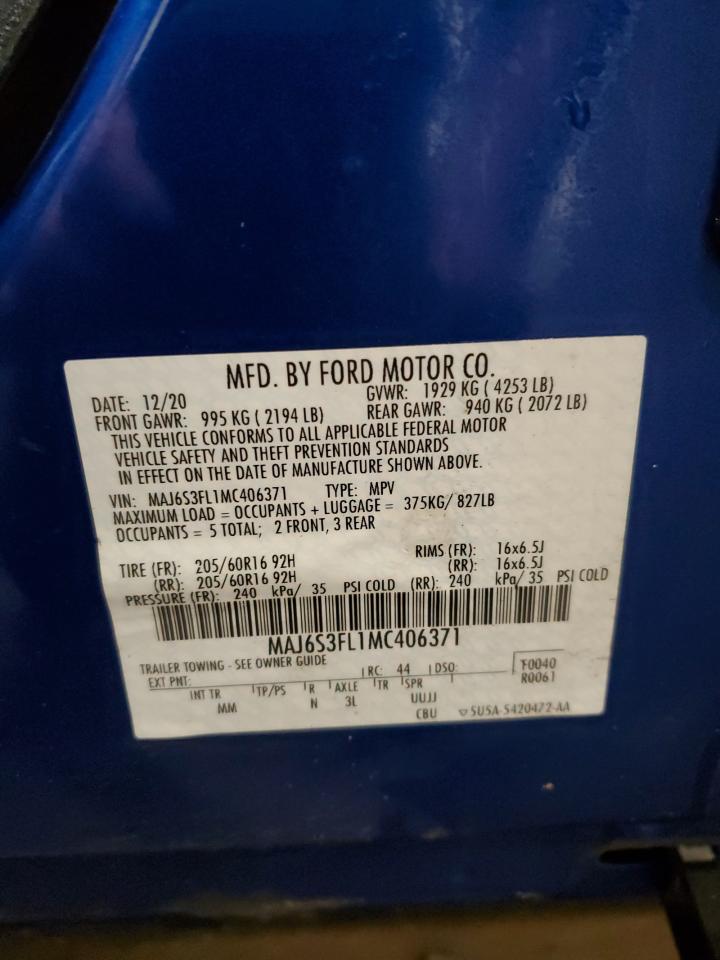 MFD. BY FORD MOTOR CO.
DATE: 12/20 GVWR: 1929 KG ( 4253 LB)
FRONT GAWR: 995 KG ( 2194 LB) REAR GAWR: 940 KG ( 2072 LB)
THIS VEHICLE CONFORMS TO ALL APPLICABLE FEDERAL MOTOR
VEHICLE SAFETY AND THEFT PREVENTION STANDARDS
IN EFFECT ON THE DATE OF MANUFACTURE SHOWN ABOVE.
VIN: MAJ6S3FL1MC406371 TYPE: MPV
MAXIMUM LOAD = OCCUPANTS + LUGGAGE = 375KG/ 827LB
OCCUPANTS = 5 TOTAL; 2 FRONT, 3 REAR
TIRE (FR): 205/60R16 92H RIMS (FR): 16x6.5J
(RR): 205/60R16 92H (RR): 16x6.5J
PRESSURE (FR): 240 kPa/ 35 PSI COLD (RR): 240 kPa/ 35 PSI COLD
MAJ6S3FL1MC406371
TRAILER TOWING - SEE OWNER GUIDE
EXT PNT: RC: 44 DSO: F0040
R0061
INT TR TP/PS R AXLE TR SPR
MM N 3L UUJJ
CBU SU5A-5420472-AA